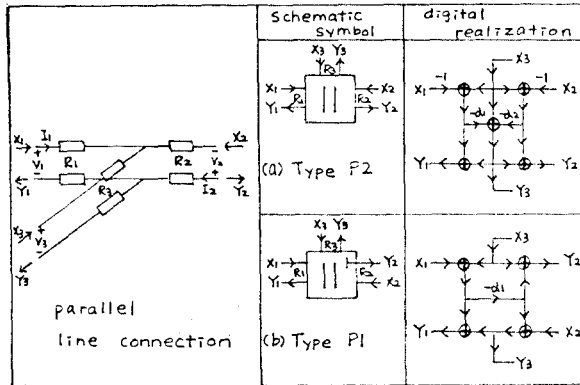 schematic symbol
digital realization
X1 I1 R1 R2 X2
+ V1 - - V2 +
Y1 R3 I2 Y2
X3 + V3 -
Y3
parallel
line connection
X3 Y3
R3
X1 R1 X2
Y1 R2 Y2
(a) Type P2
X3
X1 -1 -1 X2
-α1 -α2
Y1 Y2
Y3
X3 Y3
R3
X1 R1 Y2
Y1 R2 X2
(b) Type P1
X3
X1 Y2
-α1
Y1 X2
Y3